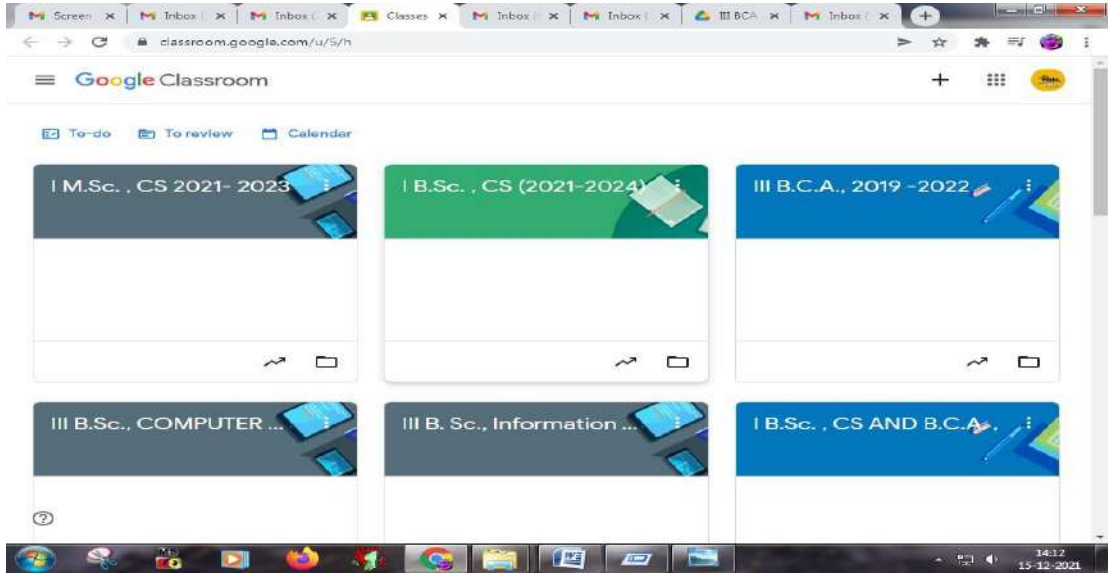 Screen Inbox ( Inbox ( Classes Inbox ( Inbox ( III BCA Inbox (
classroom.google.com/u/5/h
Google Classroom
To-do To review Calendar
I M.Sc. , CS 2021- 2023
I B.Sc. , CS (2021-2024)
III B.C.A., 2019 -2022
III B.Sc., COMPUTER ...
III B. Sc., Information ...
I B.Sc. , CS AND B.C.A.,
14:12
15-12-2021